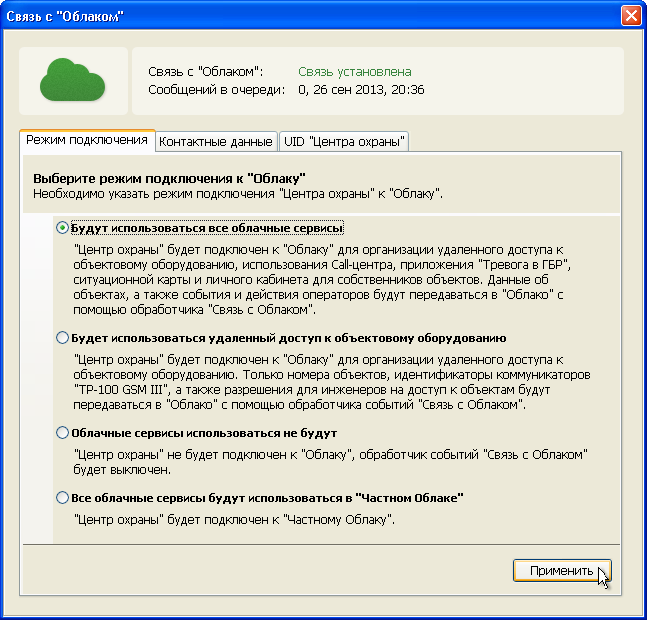 Связь с "Облаком"
Связь с "Облаком": Связь установлена
Сообщений в очереди: 0, 26 сен 2013, 20:36
Режим подключения Контактные данные UID "Центра охраны"
Выберите режим подключения к "Облаку"
Необходимо указать режим подключения "Центра охраны" к "Облаку".
Будут использоваться все облачные сервисы
"Центр охраны" будет подключен к "Облаку" для организации удаленного доступа к
объектовому оборудованию, использования Call-центра, приложения "Тревога в ГБР",
ситуационной карты и личного кабинета для собственников объектов. Данные об
объектах, а также события и действия операторов будут передаваться в "Облако" с
помощью обработчика "Связь с Облаком".
Будет использоваться удаленный доступ к объектовому оборудованию
"Центр охраны" будет подключен к "Облаку" для организации удаленного доступа к
объектовому оборудованию. Только номера объектов, идентификаторы коммуникаторов
"TP-100 GSM III", а также разрешения для инженеров на доступ к объектам будут
передаваться в "Облако" с помощью обработчика событий "Связь с Облаком".
Облачные сервисы использоваться не будут
"Центр охраны" не будет подключен к "Облаку", обработчик событий "Связь с Облаком"
будет выключен.
Все облачные сервисы будут использоваться в "Частном Облаке"
"Центр охраны" будет подключен к "Частному Облаку".
Применить